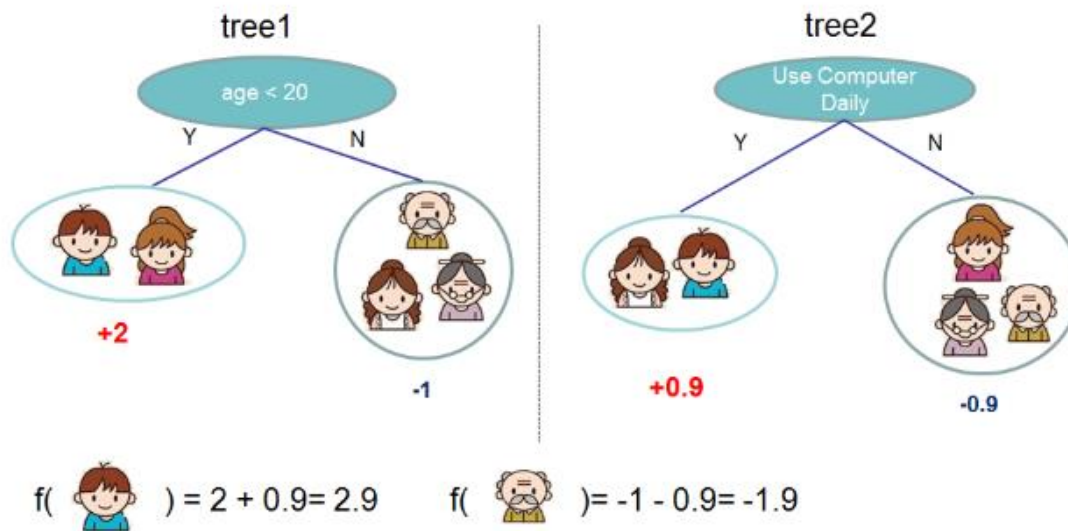 tree1
tree2
age < 20
Use Computer
Daily
Y
N
Y
N
+2
-1
+0.9
-0.9
f( ) = 2 + 0.9= 2.9
f( )= -1 - 0.9= -1.9